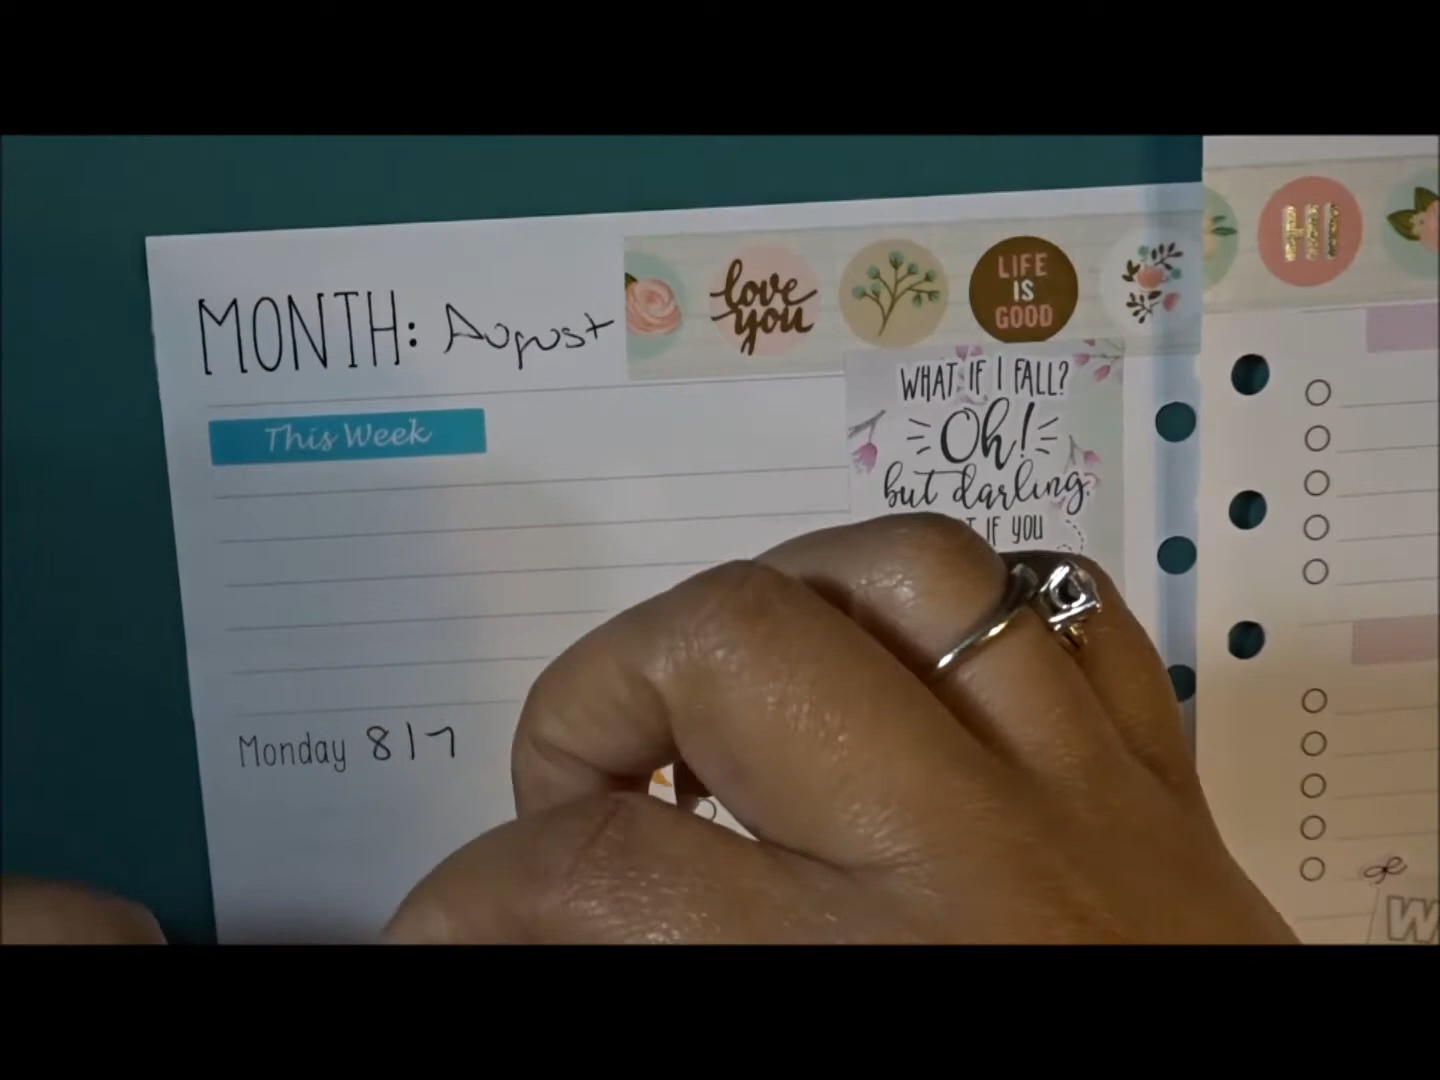 MONTH: August
love you
LIFE IS GOOD
HI
This Week
WHAT IF I FALL?
Oh!
but darling,
IF YOU
Monday 8/7
W